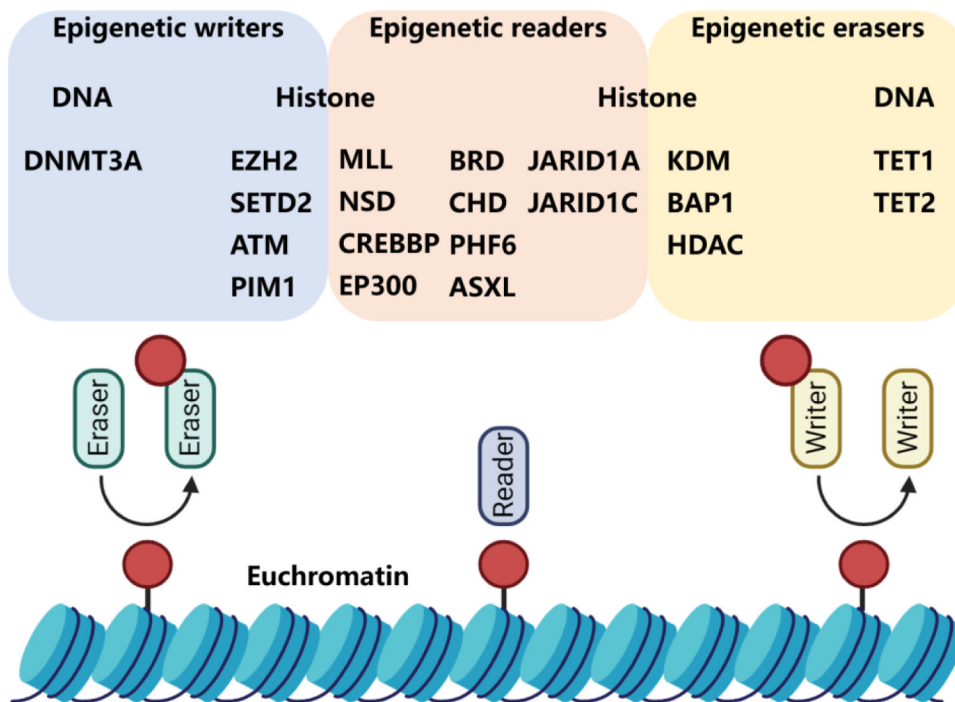 Epigenetic writers Epigenetic readers Epigenetic erasers
DNA Histone Histone DNA
DNMT3A EZH2 MLL BRD JARID1A KDM TET1
SETD2 NSD CHD JARID1C BAP1 TET2
ATM CREBBP PHF6 HDAC
PIM1 EP300 ASXL
Eraser Eraser Reader Writer Writer
Euchromatin